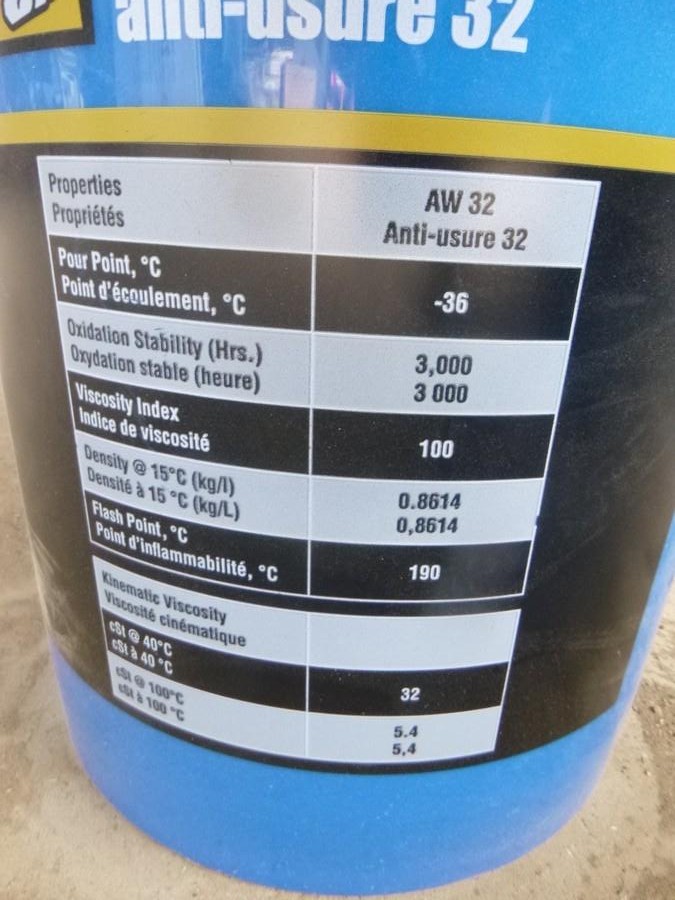 anti-usure 32
Properties
Propriétés
AW 32
Anti-usure 32
Pour Point, °C
Point d'écoulement, °C
-36
Oxidation Stability (Hrs.)
Oxydation stable (heure)
3,000
3 000
Viscosity Index
Indice de viscosité
100
Density @ 15°C (kg/l)
Densité à 15 °C (kg/L)
0.8614
0,8614
Flash Point, °C
Point d'inflammabilité, °C
190
Kinematic Viscosity
Viscosité cinématique
cSt @ 40°C
cSt à 40 °C
32
cSt @ 100°C
cSt à 100 °C
5.4
5,4